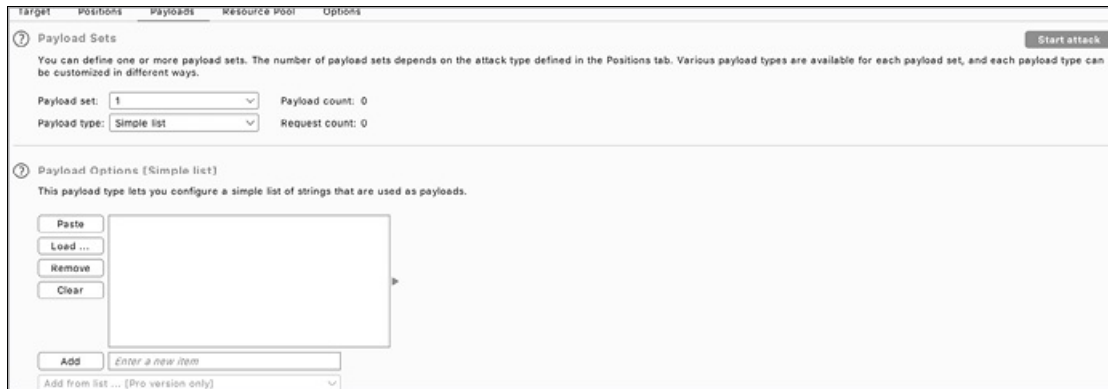 Target Positions Payloads Resource Pool Options
Payload Sets
Start attack
You can define one or more payload sets. The number of payload sets depends on the attack type defined in the Positions tab. Various payload types are available for each payload set, and each payload type can
be customized in different ways.
Payload set: 1 Payload count: 0
Payload type: Simple list Request count: 0
Payload Options [Simple list]
This payload type lets you configure a simple list of strings that are used as payloads.
Paste
Load ...
Remove
Clear
Add Enter a new item
Add from list ... [Pro version only]